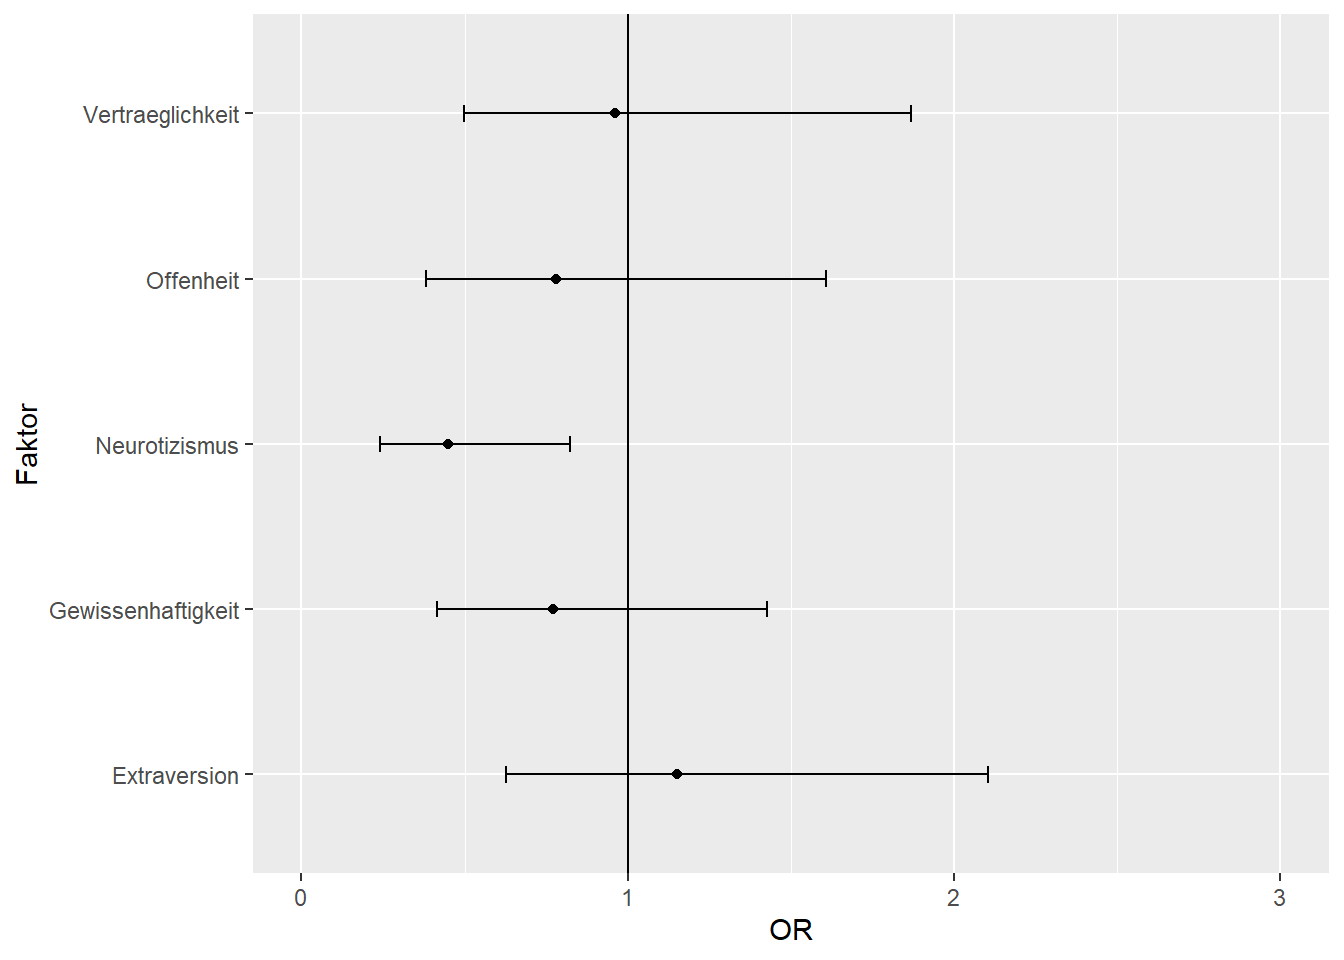 Faktor
Vertraeglichkeit
Offenheit
Neurotizismus
Gewissenhaftigkeit
Extraversion
0 1 2 3
OR